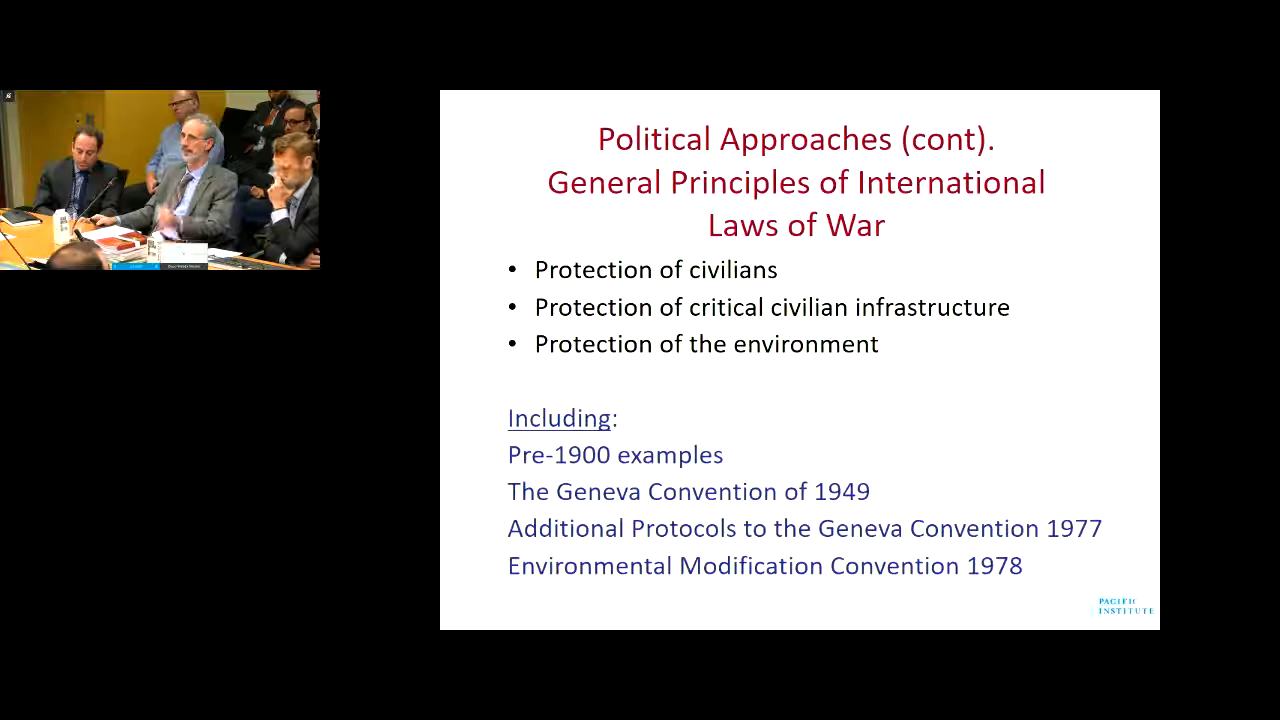 Political Approaches (cont).
General Principles of International
Laws of War
• Protection of civilians
• Protection of critical civilian infrastructure
• Protection of the environment
Including:
Pre-1900 examples
The Geneva Convention of 1949
Additional Protocols to the Geneva Convention 1977
Environmental Modification Convention 1978
PACIFIC
INSTITUTE